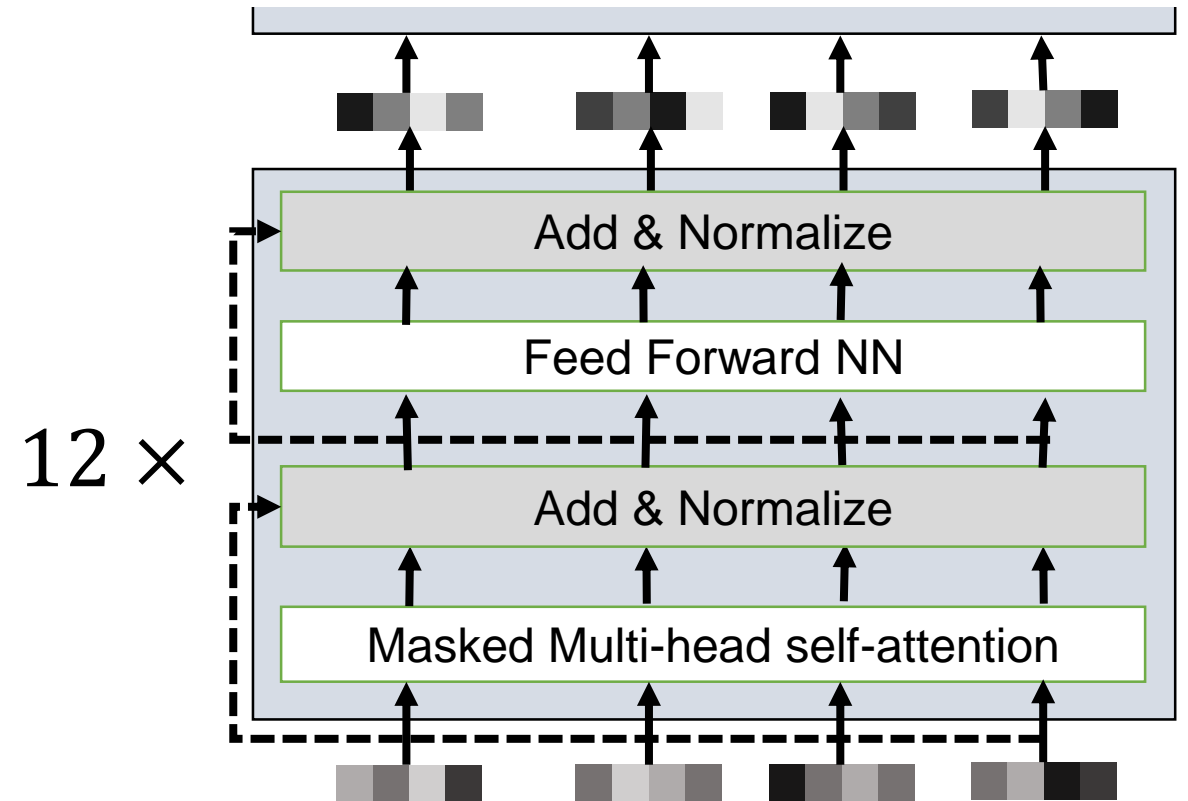 Add & Normalize
Feed Forward NN
12 ×
Add & Normalize
Masked Multi-head self-attention